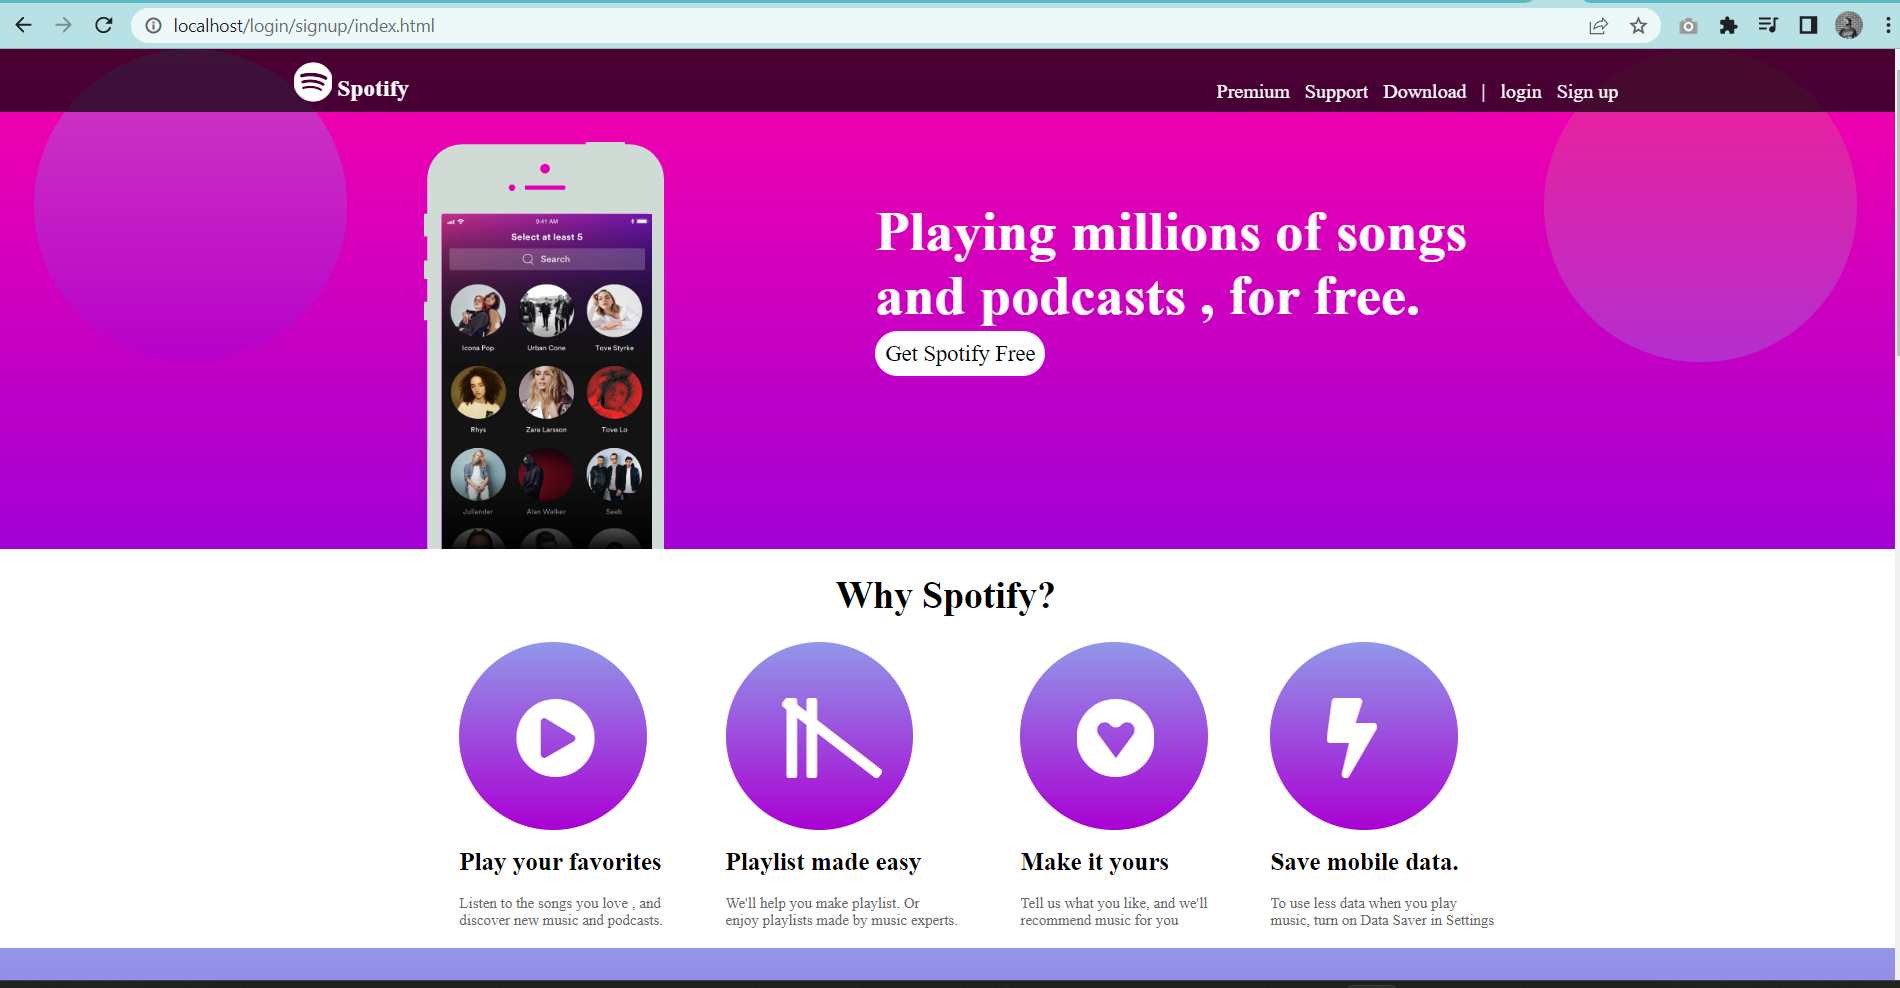 localhost/login/signup/index.html
Spotify
Premium Support Download | login Sign up
9:41 AM
Select at least 5
Search
Icona Pop Urban Cone Tove Styrke
Rhys Zara Larsson Tove Lo
Juliander Alan Walker Seeb
Playing millions of songs
and podcasts , for free.
Get Spotify Free
Why Spotify?
Play your favorites
Listen to the songs you love , and
discover new music and podcasts.
Playlist made easy
We'll help you make playlist. Or
enjoy playlists made by music experts.
Make it yours
Tell us what you like, and we'll
recommend music for you
Save mobile data.
To use less data when you play
music, turn on Data Saver in Settings